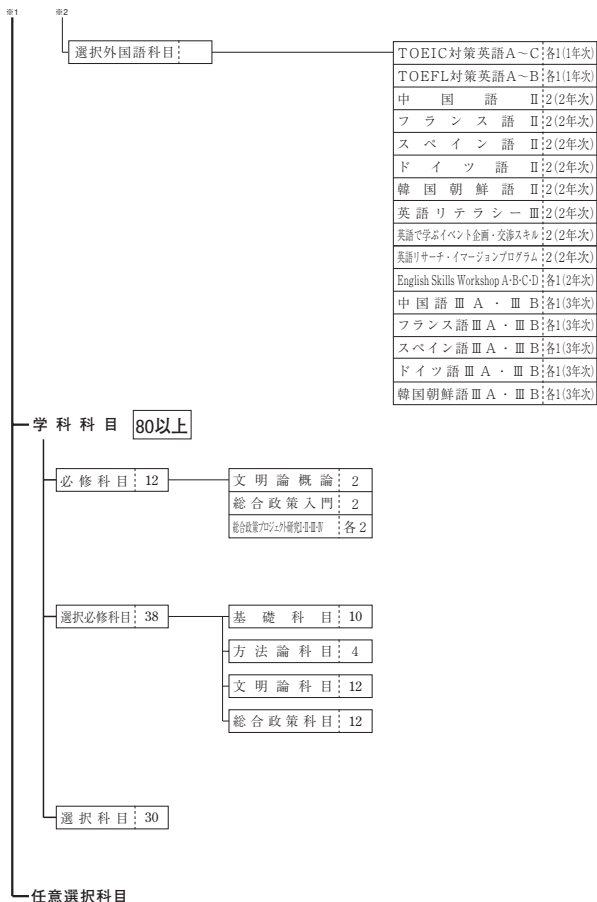 ※1 ※2
選択外国語科目
TOEIC対策英語A～C 各1(1年次)
TOEFL対策英語A～B 各1(1年次)
中国語Ⅱ 2(2年次)
フランス語Ⅱ 2(2年次)
スペイン語Ⅱ 2(2年次)
ドイツ語Ⅱ 2(2年次)
韓国朝鮮語Ⅱ 2(2年次)
英語リテラシーⅢ 2(2年次)
英語で学ぶイベント企画・交渉スキル 2(2年次)
英語リサーチ・イマージョンプログラム 2(2年次)
English Skills Workshop A・B・C・D 各1(2年次)
中国語ⅢA・ⅢB 各1(3年次)
フランス語ⅢA・ⅢB 各1(3年次)
スペイン語ⅢA・ⅢB 各1(3年次)
ドイツ語ⅢA・ⅢB 各1(3年次)
韓国朝鮮語ⅢA・ⅢB 各1(3年次)
学科科目 80以上
必修科目 12
文明論概論 2
総合政策入門 2
総合政策プロジェクト研究Ⅰ・Ⅱ・Ⅲ・Ⅳ 各2
選択必修科目 38
基礎科目 10
方法論科目 4
文明論科目 12
総合政策科目 12
選択科目 30
任意選択科目